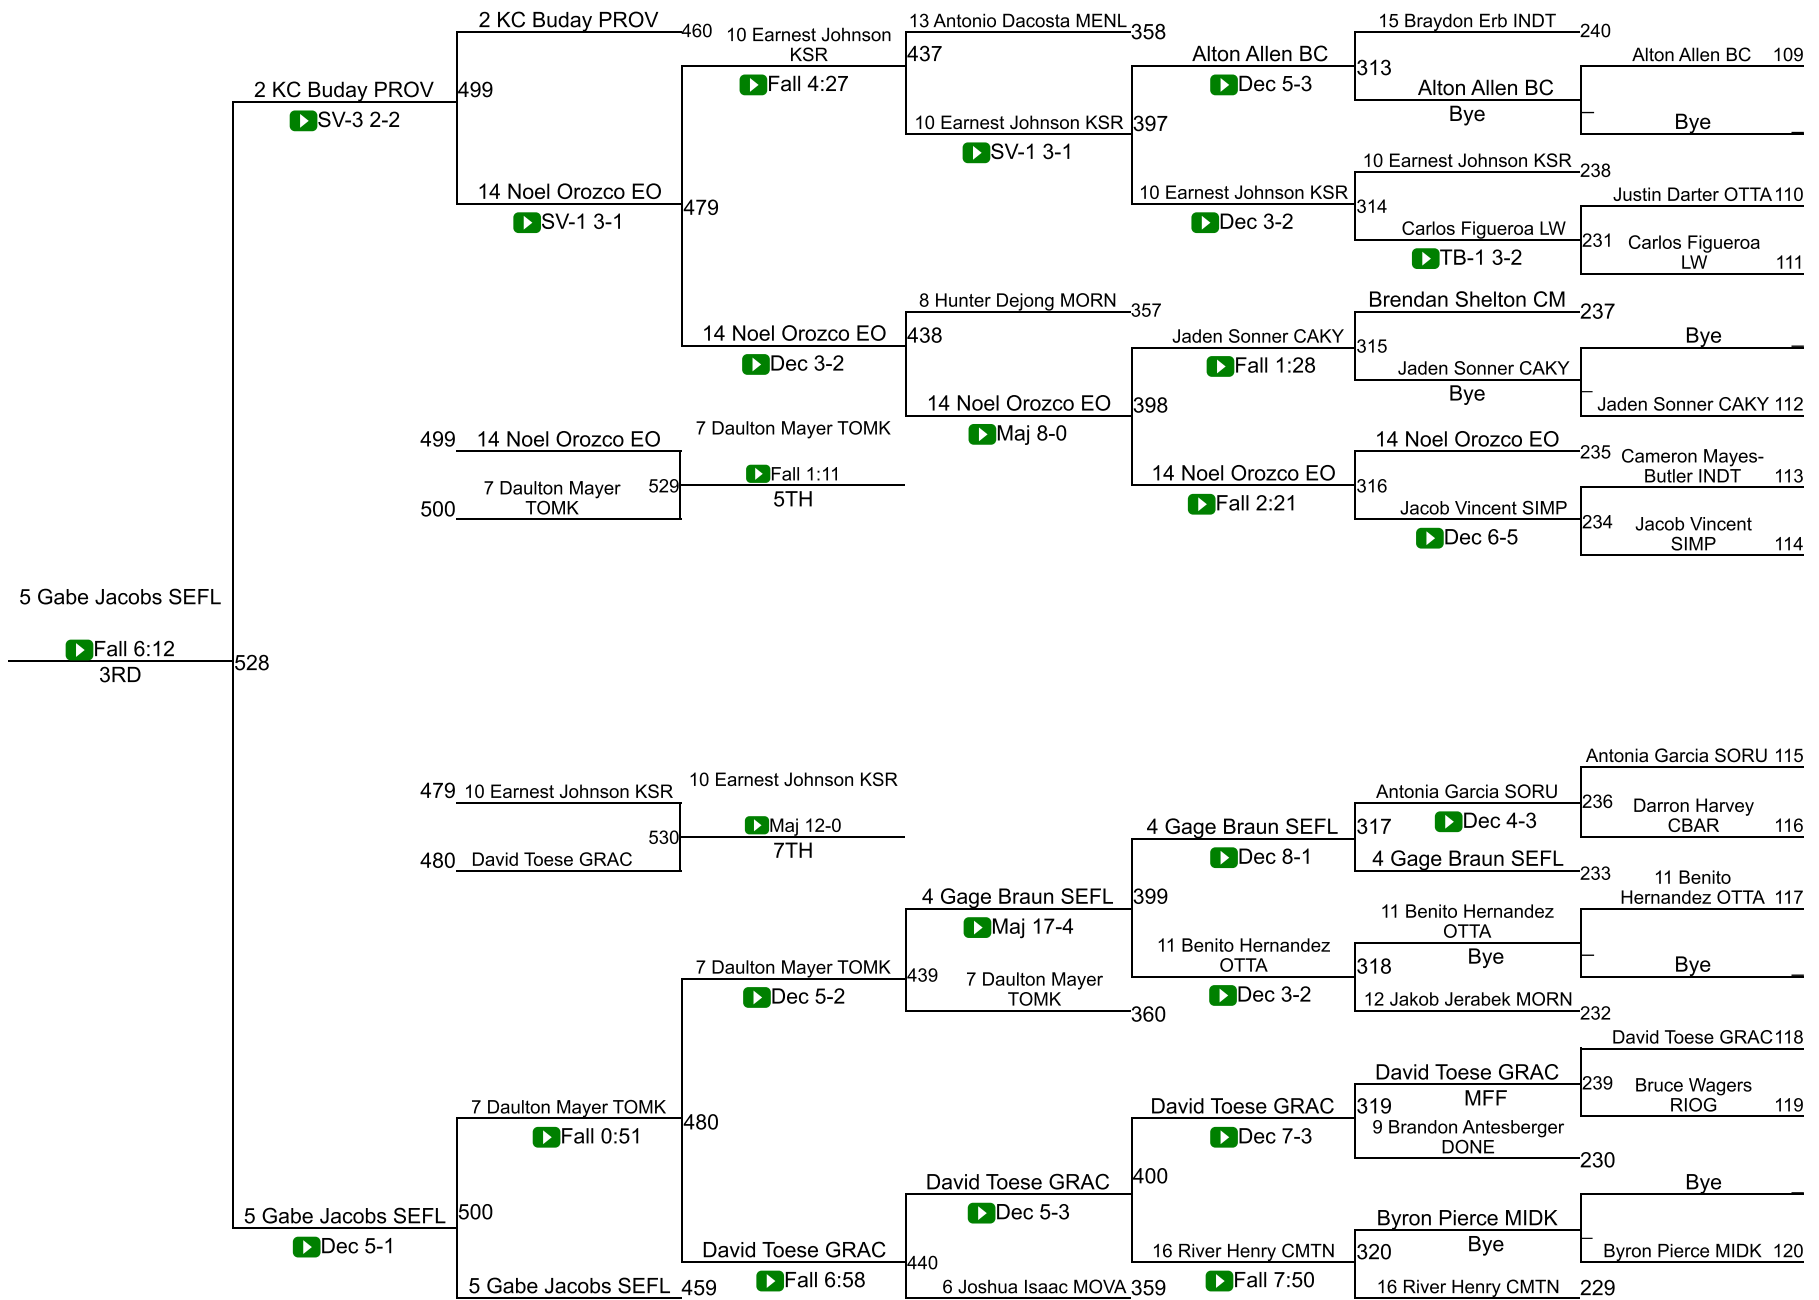 2 KC Buday PROV
460
10 Earnest Johnson
KSR
Fall 4:27
13 Antonio Dacosta MENL
358
437
Alton Allen BC
Dec 5-3
15 Braydon Erb INDT
240
313
Alton Allen BC
Bye
Alton Allen BC 109
Bye
2 KC Buday PROV
499
SV-3 2-2
10 Earnest Johnson KSR
397
SV-1 3-1
10 Earnest Johnson KSR
238
Justin Darter OTTA 110
14 Noel Orozco EO
479
SV-1 3-1
10 Earnest Johnson KSR
314
Dec 3-2
Carlos Figueroa LW
231
TB-1 3-2
Carlos Figueroa
LW 111
8 Hunter Dejong MORN
357
Brendan Shelton CM
237
Bye
14 Noel Orozco EO
438
Dec 3-2
Jaden Sonner CAKY
315
Fall 1:28
Jaden Sonner CAKY
Bye
Jaden Sonner CAKY 112
14 Noel Orozco EO
398
Maj 8-0
499 14 Noel Orozco EO
7 Daulton Mayer TOMK
Fall 1:11
5TH
529
500
7 Daulton Mayer
TOMK
14 Noel Orozco EO
316
Fall 2:21
14 Noel Orozco EO
235
Cameron Mayes-
Butler INDT 113
Jacob Vincent SIMP
234
Dec 6-5
Jacob Vincent
SIMP 114
5 Gabe Jacobs SEFL
Fall 6:12
3RD
528
Antonia Garcia SORU 115
479 10 Earnest Johnson KSR
10 Earnest Johnson KSR
Maj 12-0
7TH
530
480 David Toese GRAC
Antonia Garcia SORU
236
Dec 4-3
Darron Harvey
CBAR 116
4 Gage Braun SEFL
317
Dec 8-1
4 Gage Braun SEFL
233
11 Benito
Hernandez OTTA 117
4 Gage Braun SEFL
399
Maj 17-4
11 Benito Hernandez
OTTA
Bye
Bye
11 Benito Hernandez
OTTA
318
Dec 3-2
7 Daulton Mayer TOMK
439
Dec 5-2
7 Daulton Mayer
TOMK
360
12 Jakob Jerabek MORN
232
David Toese GRAC 118
David Toese GRAC
MFF
239
Bruce Wagers
RIOG 119
7 Daulton Mayer TOMK
480
Fall 0:51
David Toese GRAC
319
Dec 7-3
9 Brandon Antesberger
DONE
230
Bye
David Toese GRAC
400
Dec 5-3
5 Gabe Jacobs SEFL
500
Dec 5-1
Byron Pierce MIDK
Bye
Byron Pierce MIDK 120
David Toese GRAC
440
Fall 6:58
16 River Henry CMTN
320
Fall 7:50
5 Gabe Jacobs SEFL 459
6 Joshua Isaac MOVA 359
16 River Henry CMTN 229